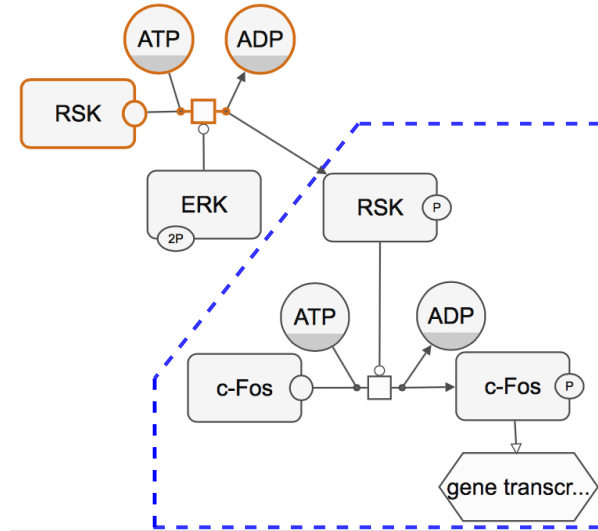 ATP
ADP
RSK
ERK
2P
RSK
P
ATP
ADP
c-Fos
c-Fos
P
gene transcr...